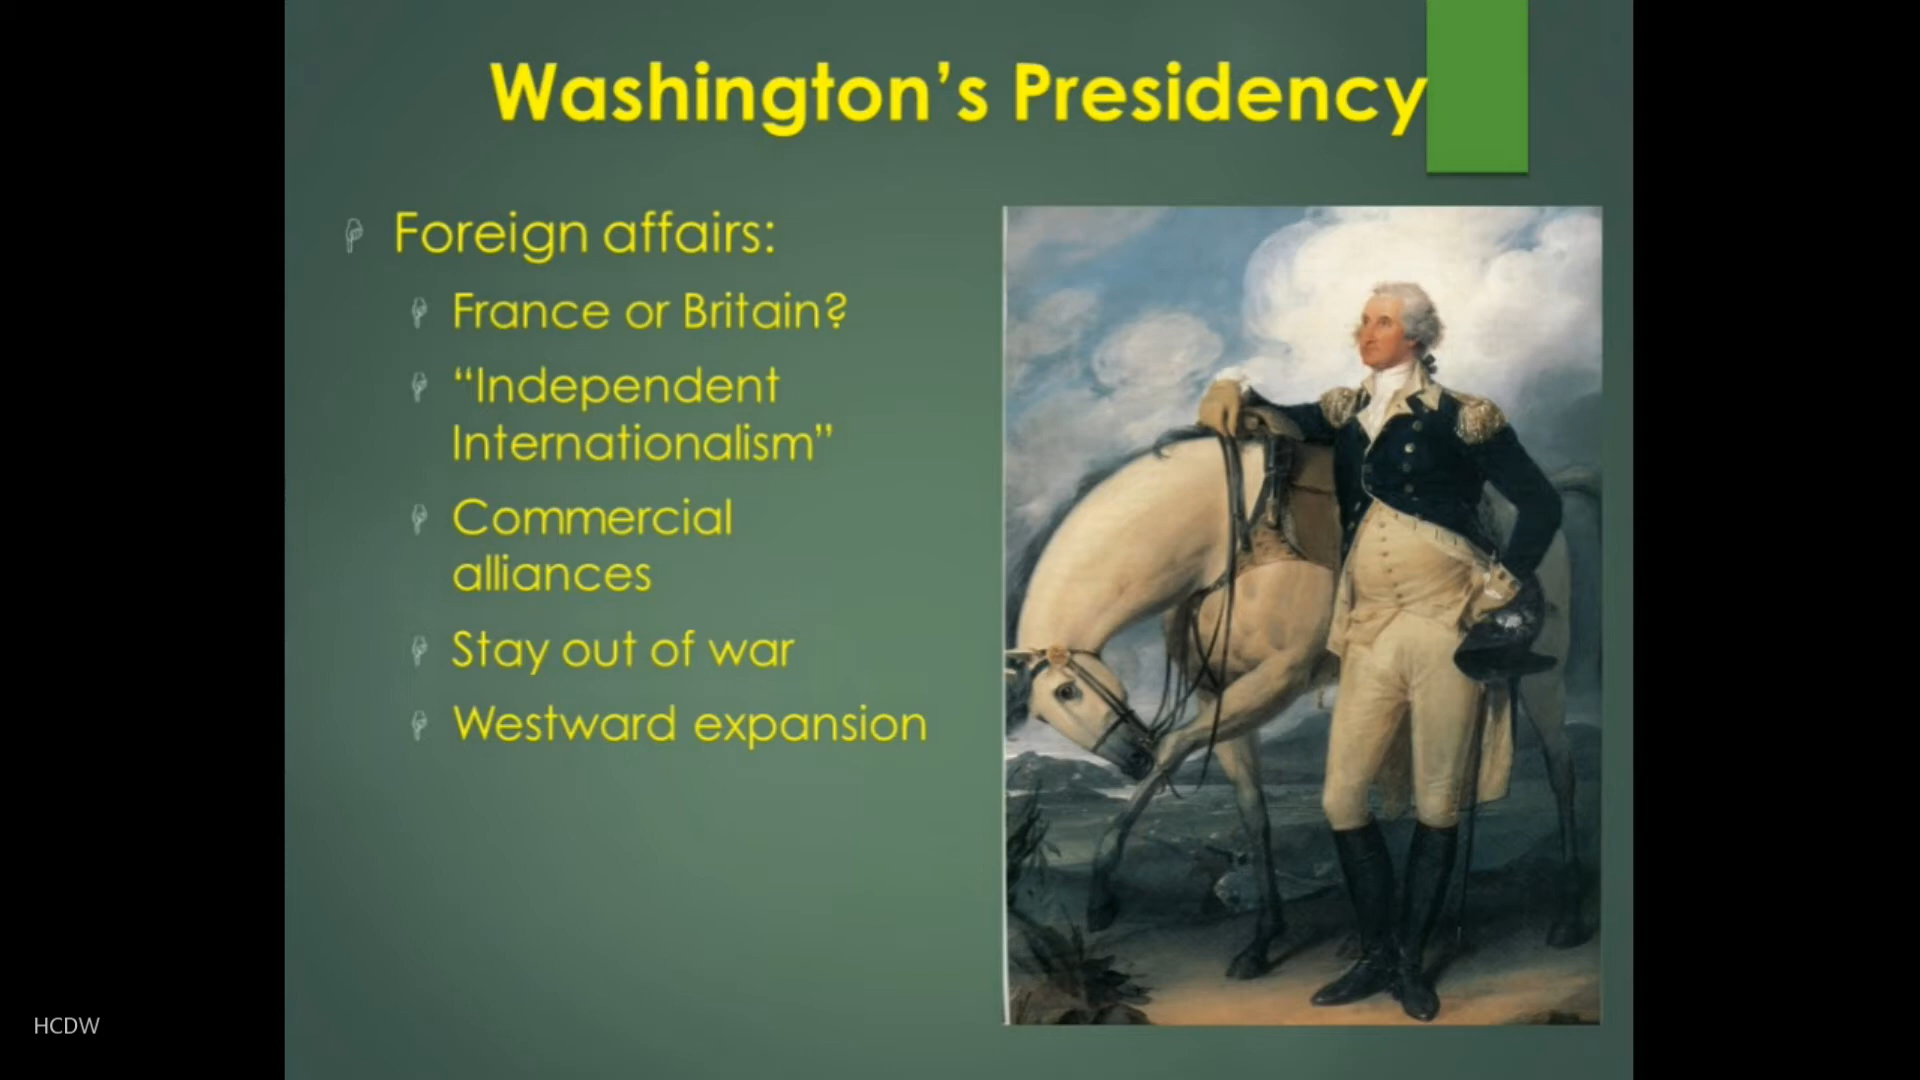 Washington’s Presidency
Foreign affairs:
France or Britain?
“Independent
Internationalism”
Commercial
alliances
Stay out of war
Westward expansion
HCDW